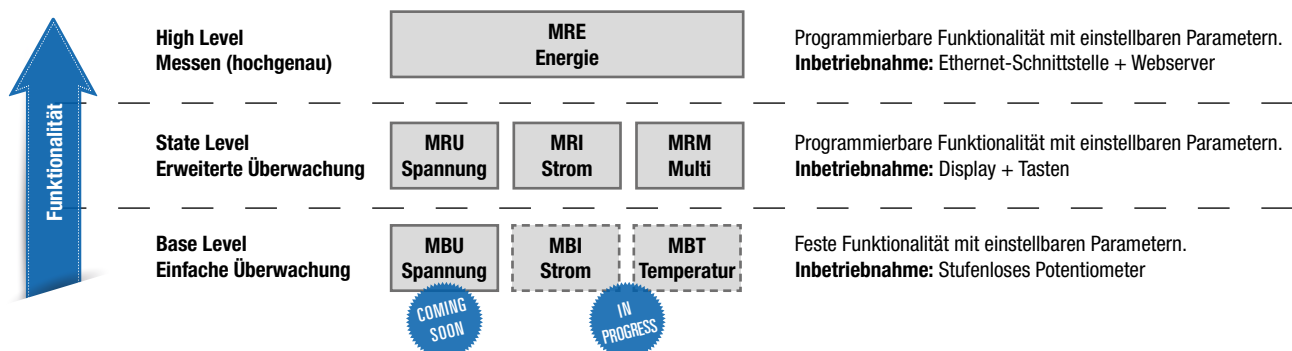 Funktionalität
High Level
Messen (hochgenau)
MRE
Energie
Programmierbare Funktionalität mit einstellbaren Parametern.
Inbetriebnahme: Ethernet-Schnittstelle + Webserver
State Level
Erweiterte Überwachung
MRU
Spannung
MRI
Strom
MRM
Multi
Programmierbare Funktionalität mit einstellbaren Parametern.
Inbetriebnahme: Display + Tasten
Base Level
Einfache Überwachung
MBU
Spannung
MBI
Strom
MBT
Temperatur
Feste Funktionalität mit einstellbaren Parametern.
Inbetriebnahme: Stufenloses Potentiometer
COMING
SOON
IN
PROGRESS